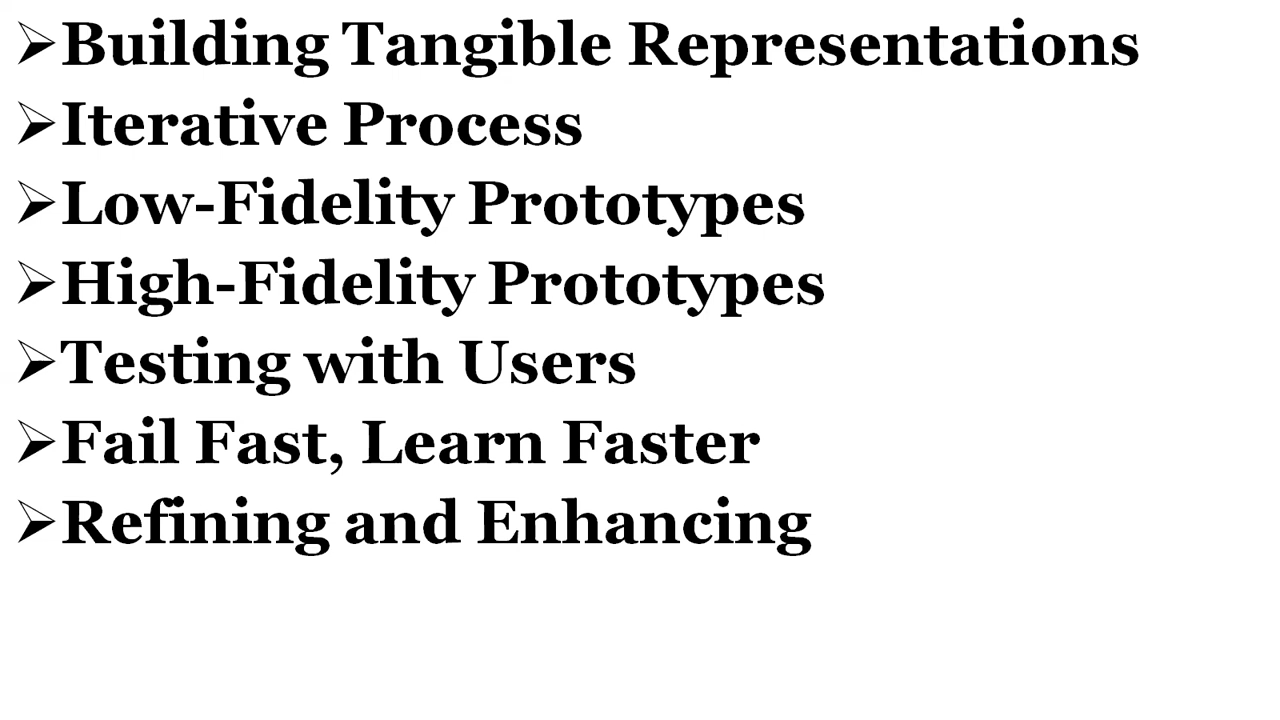 ➢Building Tangible Representations
➢Iterative Process
➢Low-Fidelity Prototypes
➢High-Fidelity Prototypes
➢Testing with Users
➢Fail Fast, Learn Faster
➢Refining and Enhancing